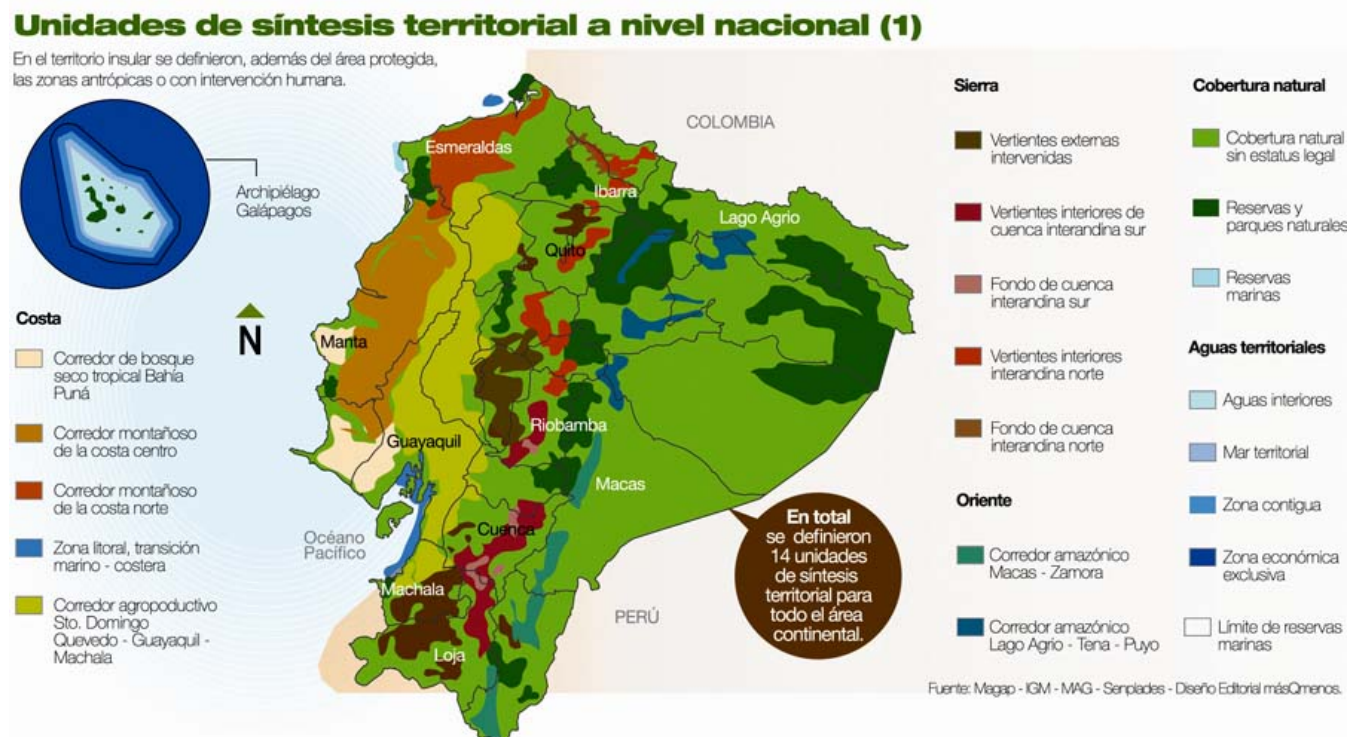 Unidades de síntesis territorial a nivel nacional (1)
En el territorio insular se definieron, además del área protegida,
las zonas antrópicas o con intervención humana.
Archipiélago
Galápagos
N
Costa
Corredor de bosque
seco tropical Bahía
Puná
Corredor montañoso
de la costa centro
Corredor montañoso
de la costa norte
Zona litoral, transición
marino - costera
Corredor agropoductivo
Sto. Domingo
Quevedo - Guayaquil -
Machala
COLOMBIA
Esmeraldas
Ibarra
Lago Agrio
Quito
Manta
Guayaquil
Riobamba
Macas
Océano
Pacífico
Cuenca
Machala
Loja
PERÚ
En total
se definieron
14 unidades
de síntesis
territorial para
todo el área
continental.
Sierra
Vertientes externas
intervenidas
Vertientes interiores de
cuenca interandina sur
Fondo de cuenca
interandina sur
Vertientes interiores
interandina norte
Fondo de cuenca
interandina norte
Oriente
Corredor amazónico
Macas - Zamora
Corredor amazónico
Lago Agrio - Tena - Puyo
Cobertura natural
Cobertura natural
sin estatus legal
Reservas y
parques naturales
Reservas
marinas
Aguas territoriales
Aguas interiores
Mar territorial
Zona contigua
Zona económica
exclusiva
Límite de reservas
marinas
Fuente: Magap - IGM - MAG - Senplades - Diseño Editorial másQmenos.